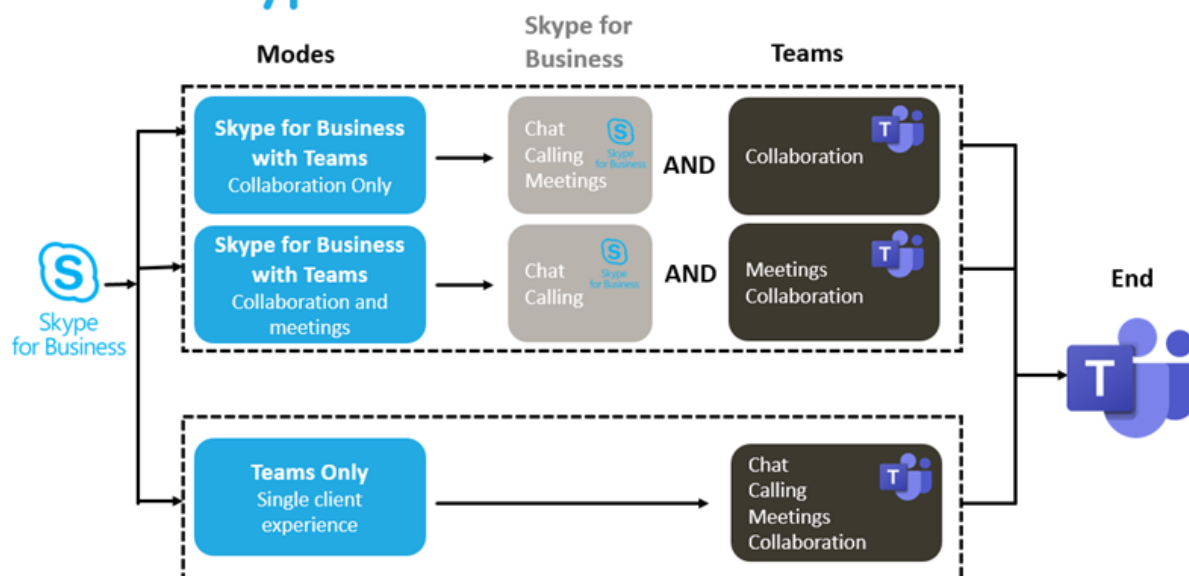 Modes
Skype for
Business
Teams
Skype for Business
with Teams
Collaboration Only
Chat
Calling
Meetings
S
Skype
for Business
AND
Collaboration
T
Skype for Business
with Teams
Collaboration and
meetings
Chat
Calling
S
Skype
for Business
AND
Meetings
Collaboration
T
S
Skype
for Business
End
T
Teams Only
Single client
experience
Chat
Calling
Meetings
Collaboration
T